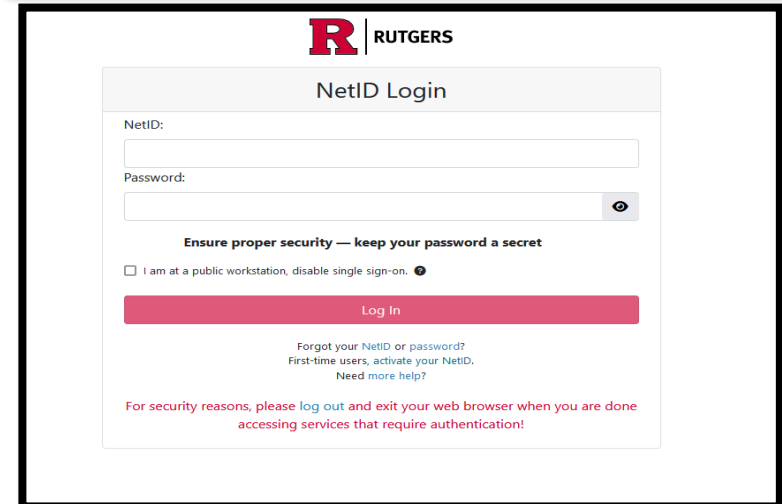 R RUTGERS
NetID Login
NetID:
Password:
Ensure proper security — keep your password a secret
I am at a public workstation, disable single sign-on. ?
Log In
Forgot your NetID or password?
First-time users, activate your NetID.
Need more help?
For security reasons, please log out and exit your web browser when you are done
accessing services that require authentication!